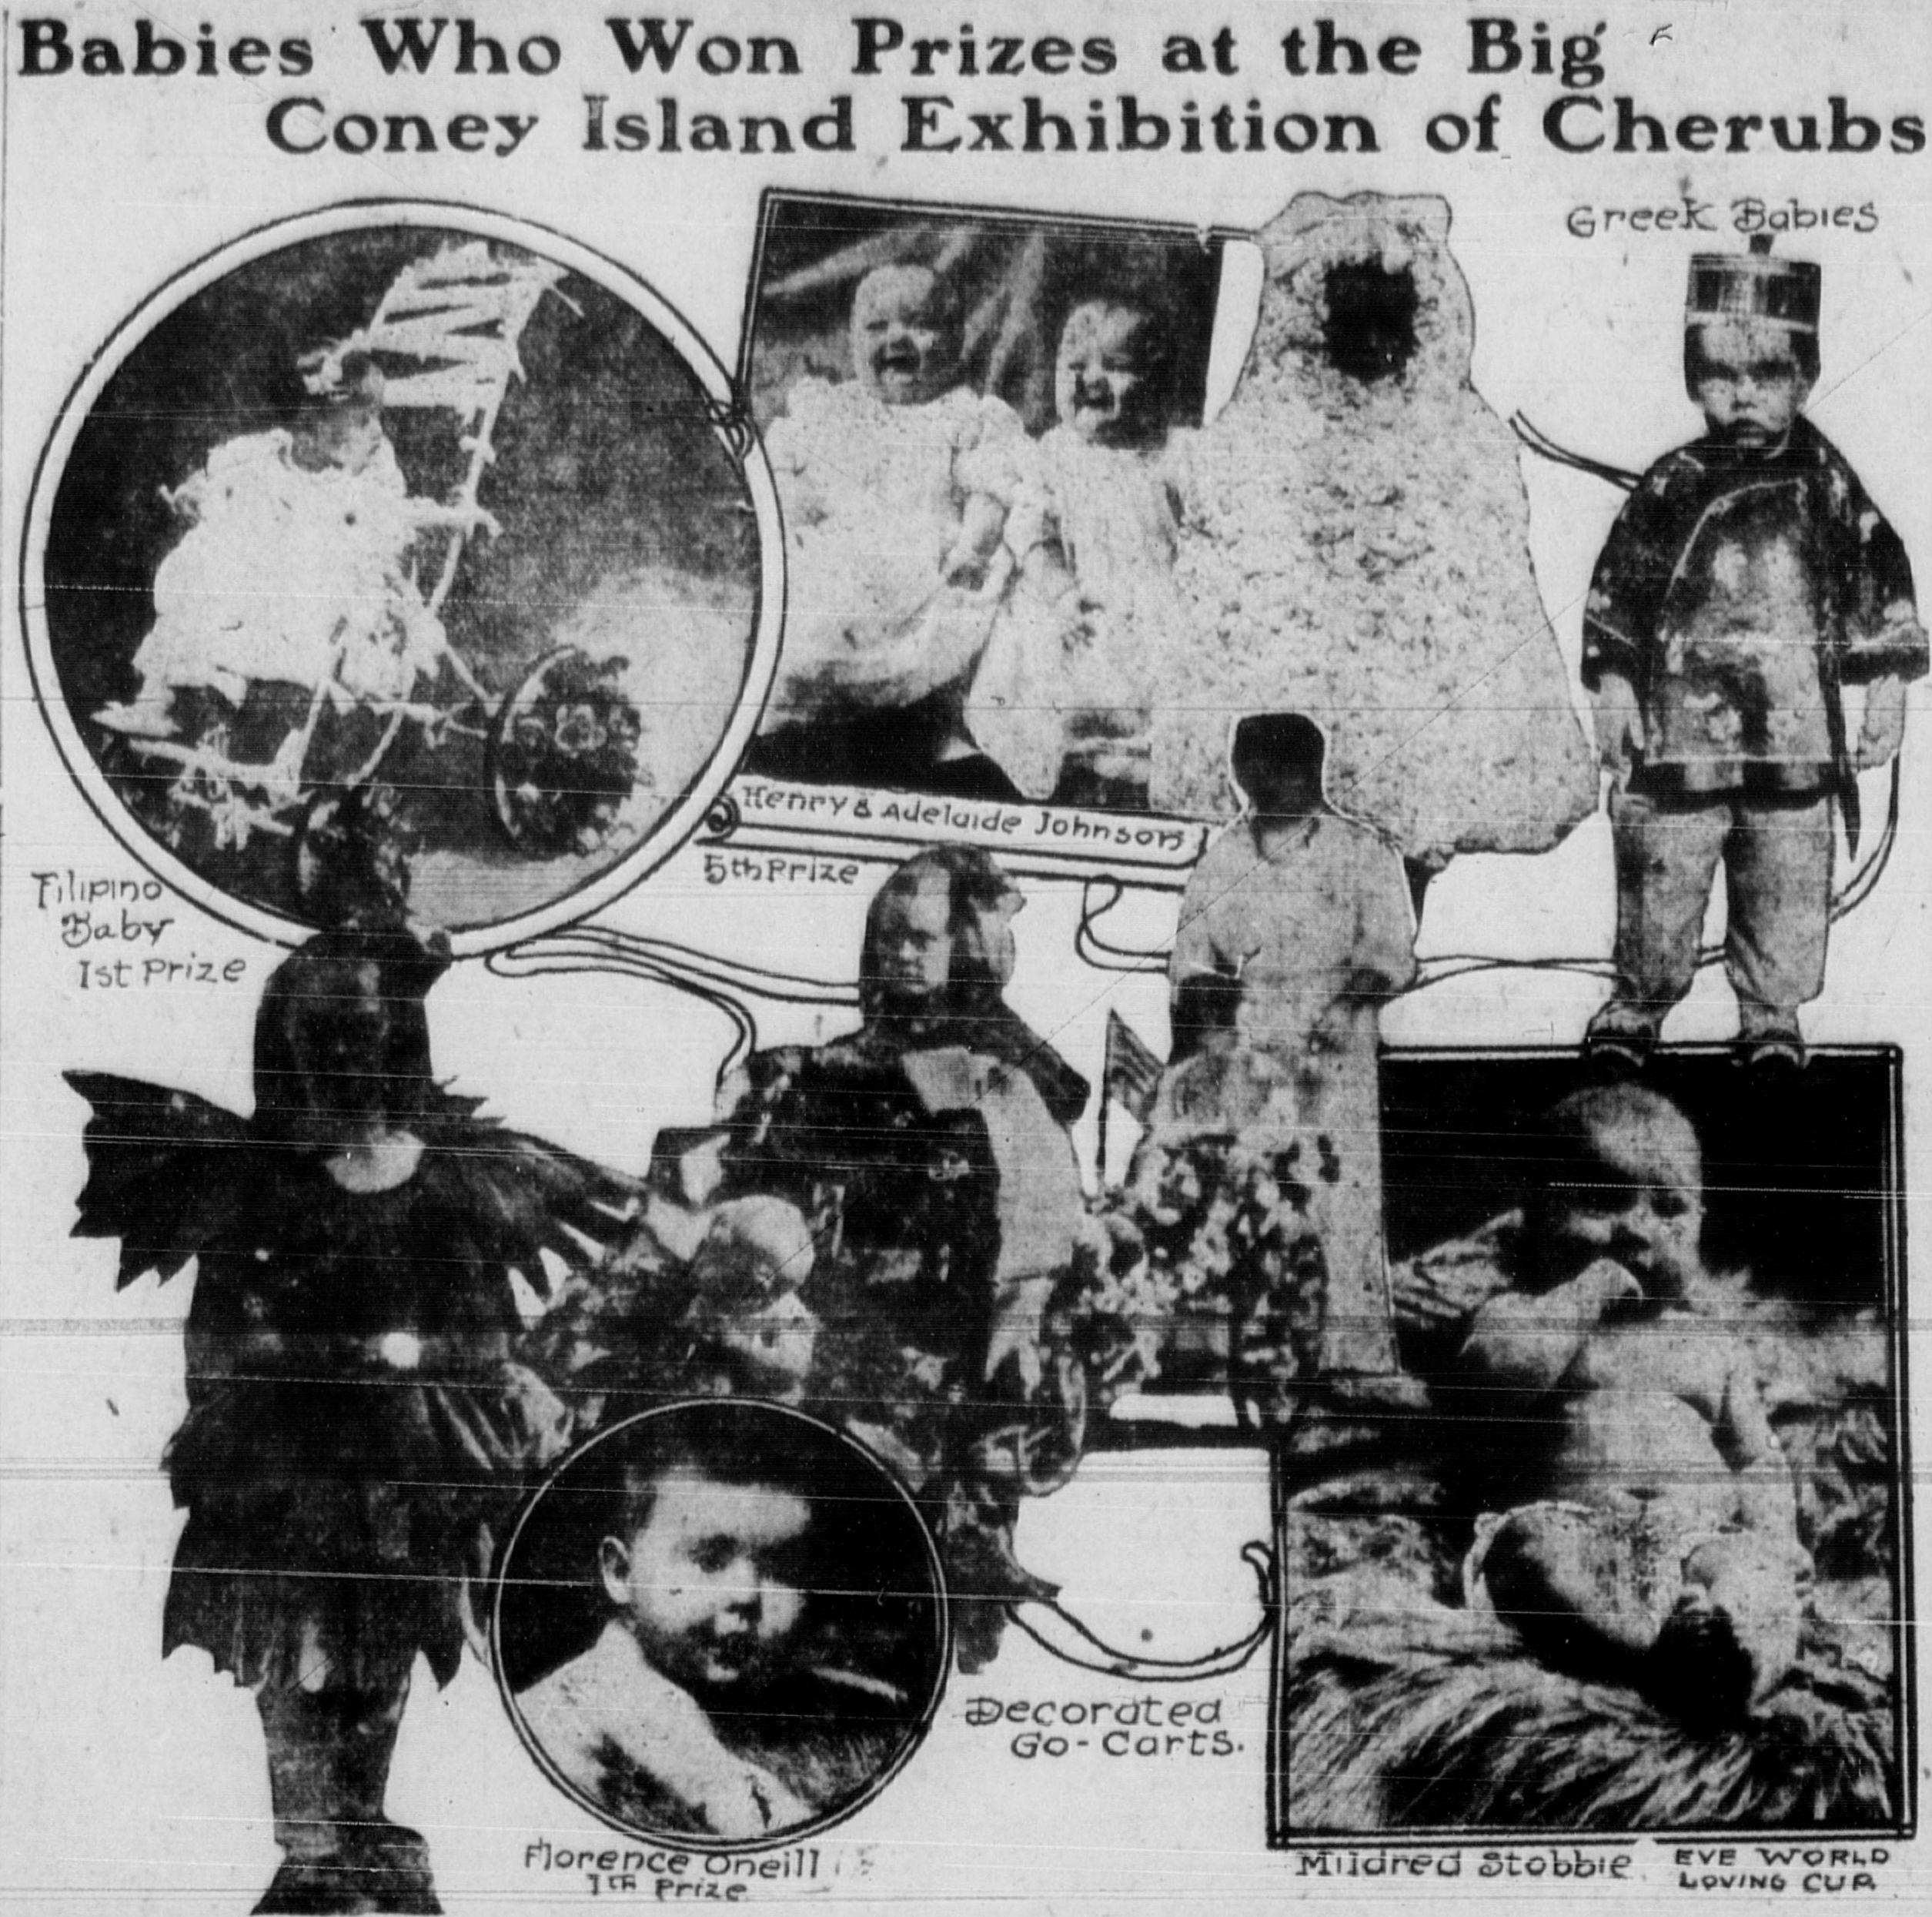 Babies Who Won Prizes at the Big
Coney Island Exhibition of Cherubs
Greek Babies
Henry & Adelaide Johnson
5th Prize
Filipino
Baby
1st Prize
Decorated
Go-Carts.
Florence Oneill
Prize
Mildred Stobbie
EVE WORLD
LOVING CUP.